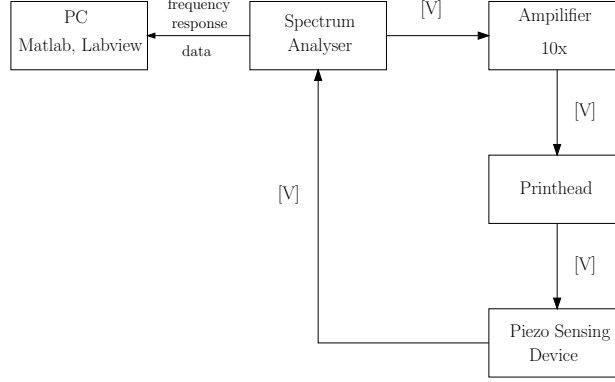 PC
Matlab, Labview
frequency
response
data
Spectrum
Analyser
[V]
Ampilifier
10x
[V]
Printhead
[V]
[V]
Piezo Sensing
Device